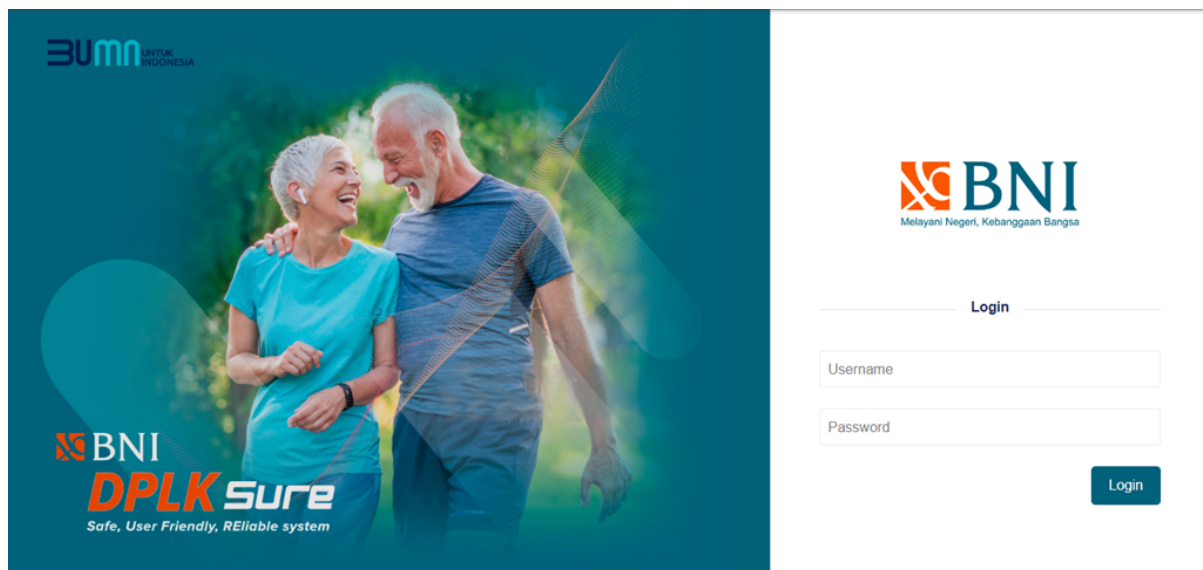 BUMN UNTUK
INDONESIA
BNI
DPLK Sure
Safe, User Friendly, REliable system
BNI
Melayani Negeri, Kebanggaan Bangsa
Login
Username
Password
Login